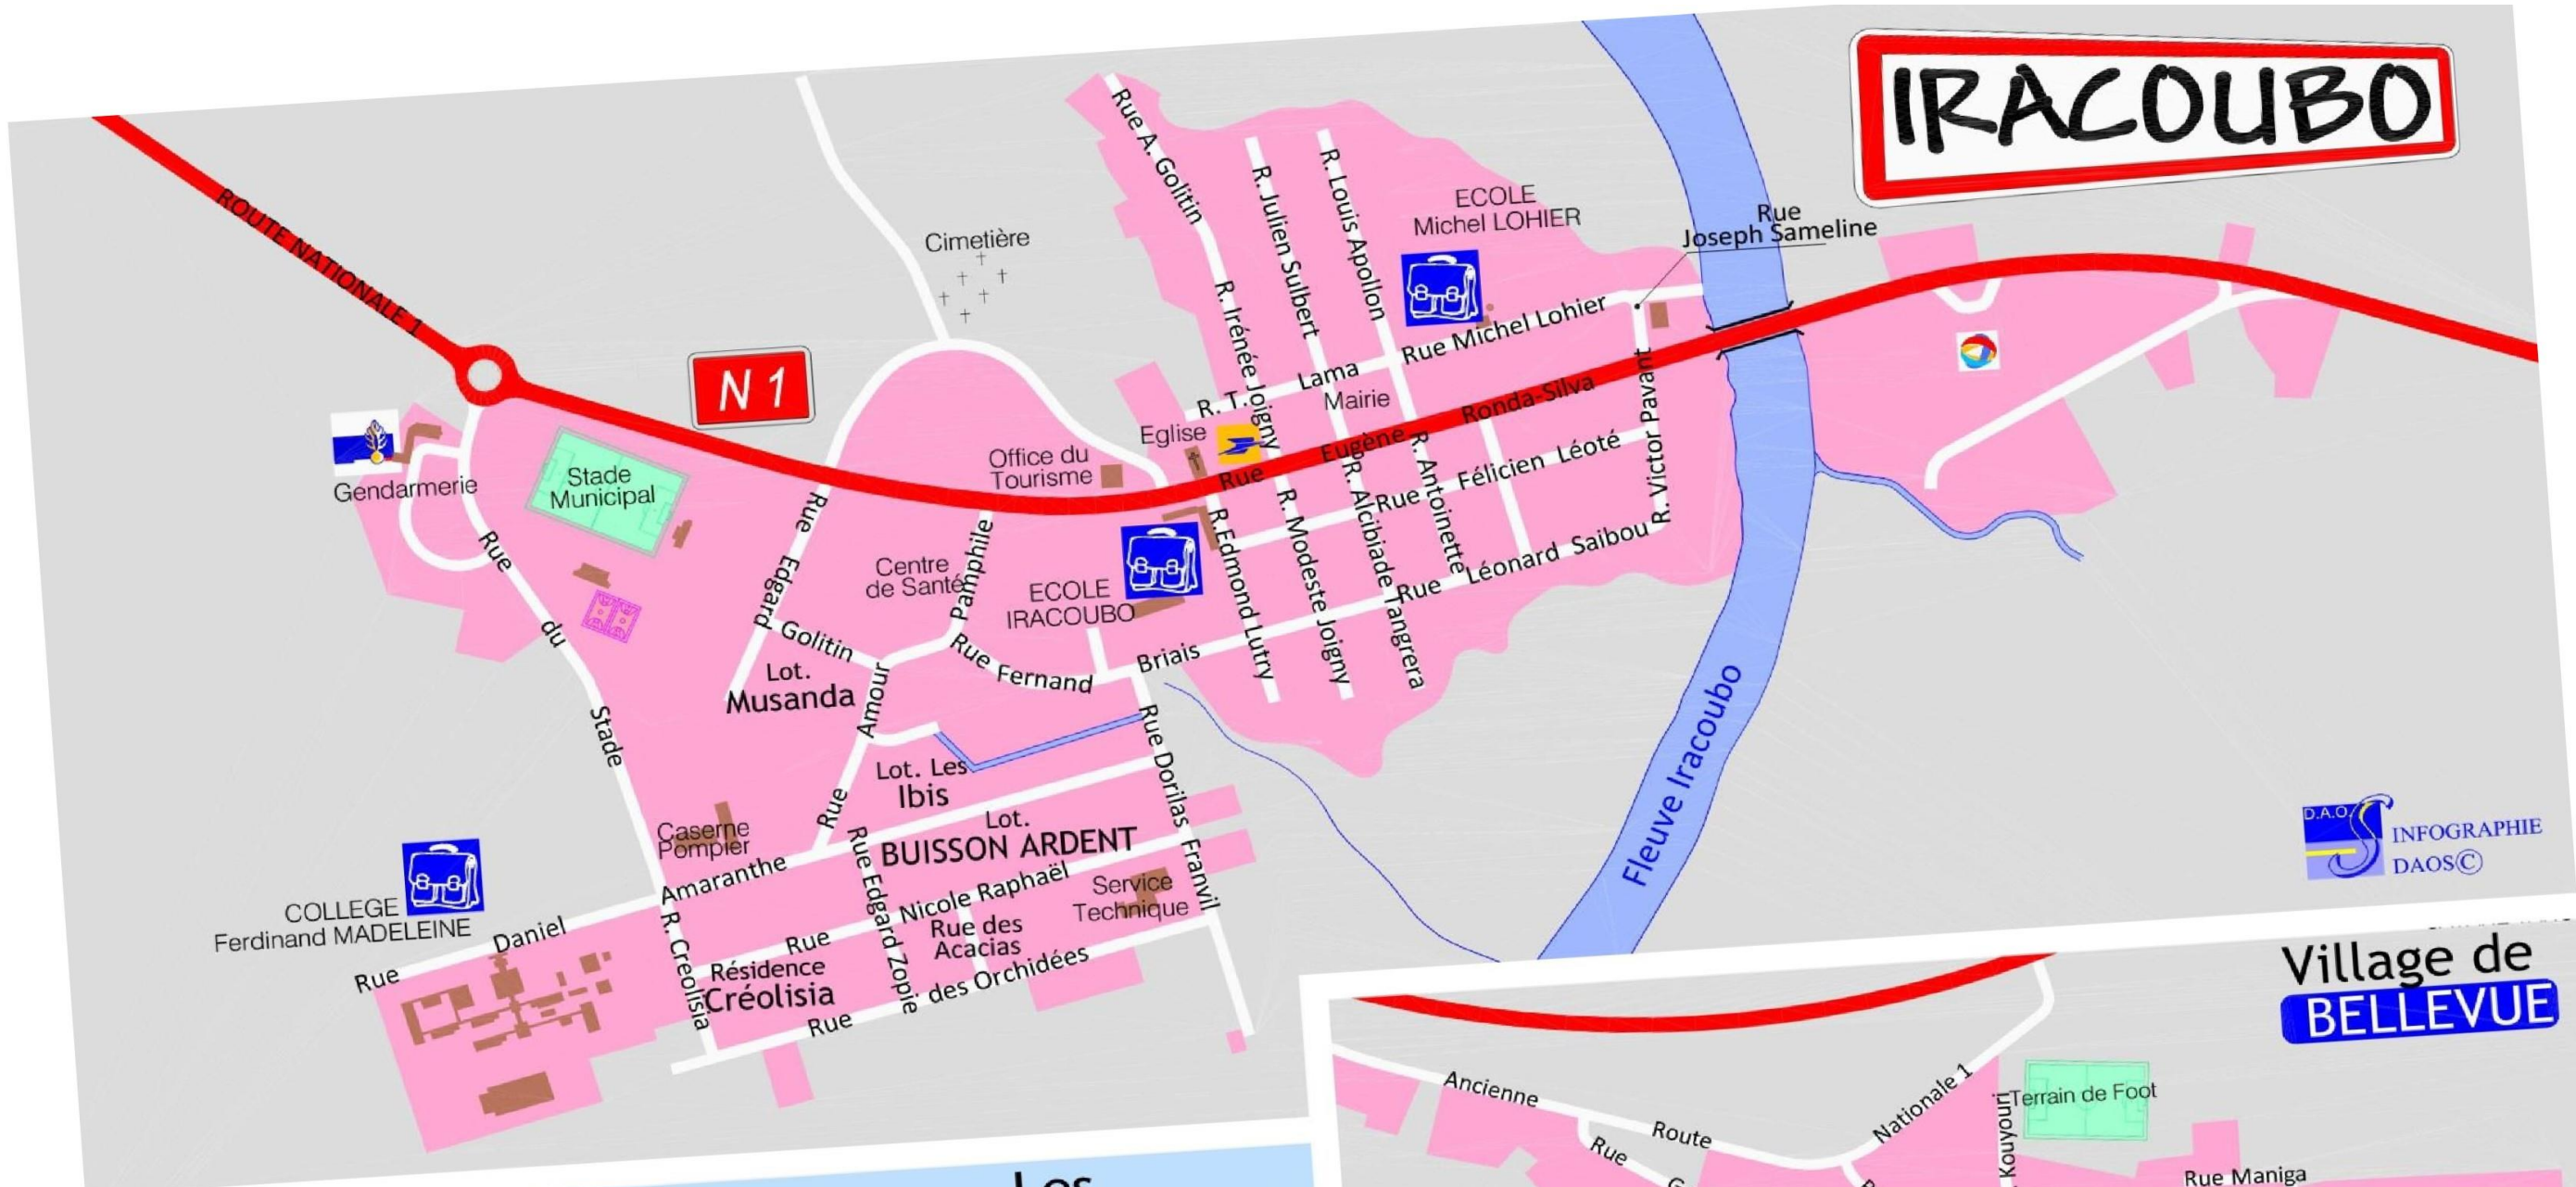 IRACOUBO
ROUTE NATIONALE 1
N 1
Cimetière
Rue A. Golitin
R. Julien Sulbert
R. Louis Apollon
ECOLE
Michel LOHIER
Rue
Joseph Sameline
R. Irénée Joigny
Rue Michel Lohier
R. T. Lama
Mairie
Eglise
Office du
Tourisme
Rue Eugène Ronda-Silva
Gendarmerie
Stade
Municipal
Rue du Stade
Rue Edgard Golitin
Centre
de Santé
Pamphile
ECOLE
IRACOUBO
R. Edmond Lutry
R. Modeste Joigny
R. Alcibiade Tangrera
R. Antoinette
Rue Félicien Léoté
R. Victor Pavant
Rue Léonard Saibou
Rue Fernand Briais
Lot.
Musanda
Rue Amour
Lot. Les
Ibis
Rue Dorilas Franvil
Lot.
BUISSON ARDENT
Caserne
Pompier
Rue Daniel Amaranthe
Rue Edgard Zopie
Rue Nicole Raphaël
Service
Technique
Rue des
Acacias
COLLEGE
Ferdinand MADELEINE
R. Creolisia
Résidence
Créolisia
Rue des Orchidées
Fleuve Iracoubo
D.A.O.
S
INFOGRAPHIE
DAOS©
Village de
BELLEVUE
Ancienne Route Nationale 1
Terrain de Foot
Kouyouri
Rue
Rue Maniga
Les